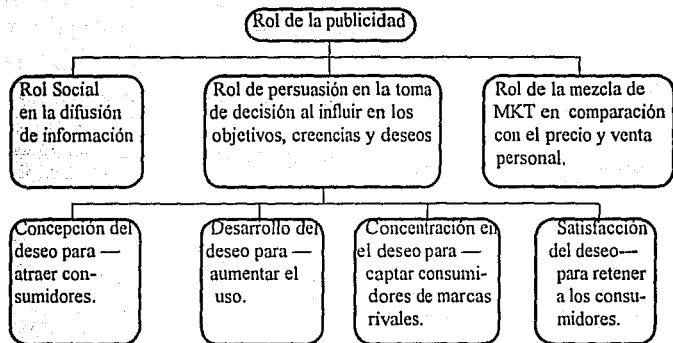 Rol de la publicidad
Rol Social
en la difusión
de información
Rol de persuasión en la toma
de decisión al influir en los
objetivos, creencias y deseos
Rol de la mezcla de
MKT en comparación
con el precio y venta
personal.
Concepción del
deseo para —
atraer con-
sumidores.
Desarrollo del
deseo para —
aumentar el
uso.
Concentración en
el deseo para —
captar consumi-
dores de marcas
rivales.
Satisfacción
del deseo—
para retener
a los consu-
midores.